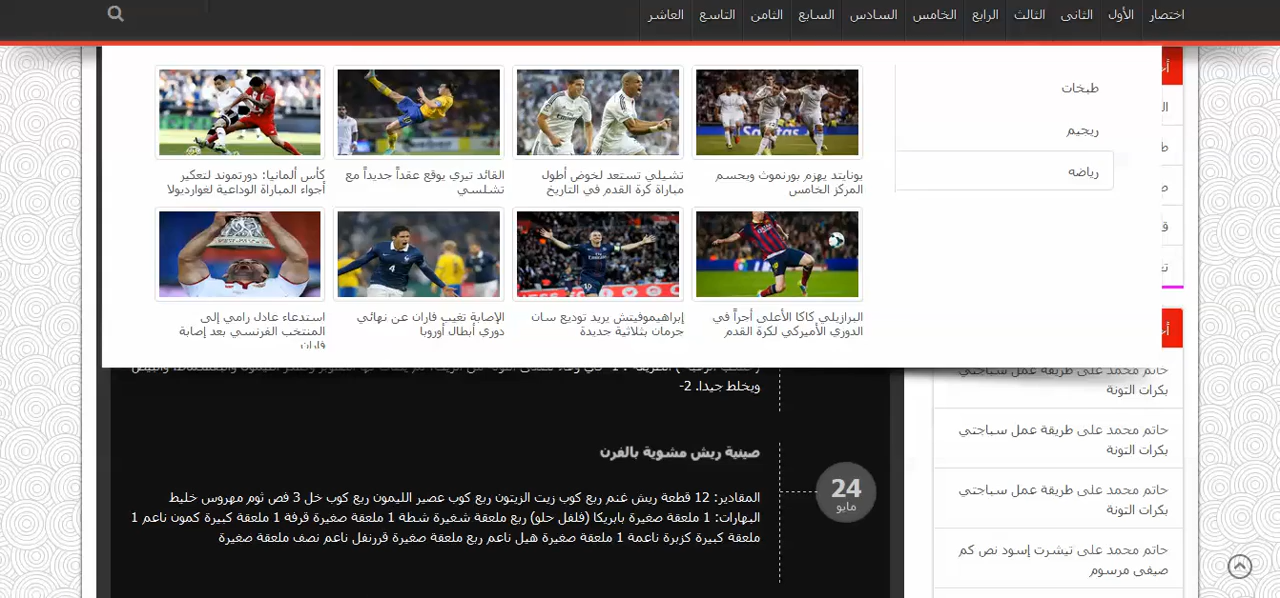 اختصار الأول الثانى الثالث الرابع الخامس السادس السابع الثامن التاسع العاشر
طبخات
ريجيم
رياضه
يونايتد يهزم بورنموث ويحسم
المركز الخامس
تشيلي تستعد لخوض أطول
مباراة كرة القدم في التاريخ
القائد تيري يوقع عقداً جديداً مع
تشلسي
كأس ألمانيا: دورتموند لتعكير
أجواء المباراة الوداعية لغوارديولا
البرازيلي كاكا الأعلى أجراً في
الدوري الأميركي لكرة القدم
إبراهيموفيتش يريد توديع سان
جرمان بثلاثية جديدة
الإصابة تغيب فاران عن نهائي
دوري أبطال أوروبا
استدعاء عادل رامي إلى
المنتخب الفرنسي بعد إصابة
فاران
ويخلط جيدا. 2-
صينية ريش مشوية بالفرن
24
مايو
المقادير: 12 قطعة ريش غنم ربع كوب زيت الزيتون ربع كوب عصير الليمون ربع كوب خل 3 فص ثوم مهروس خليط
البهارات: 1 ملعقة صغيرة بابريكا (فلفل حلو) ربع ملعقة شغيرة شطة 1 ملعقة صغيرة قرفة 1 ملعقة كبيرة كمون ناعم 1
ملعقة كبيرة كزبرة ناعمة 1 ملعقة صغيرة هيل ناعم ربع ملعقة صغيرة قررنفل ناعم نصف ملعقة صغيرة
حاتم محمد على طريقة عمل سباجتي
بكرات التونة
حاتم محمد على طريقة عمل سباجتي
بكرات التونة
حاتم محمد على طريقة عمل سباجتي
بكرات التونة
حاتم محمد على تيشرت إسود نص كم
صيفى مرسوم